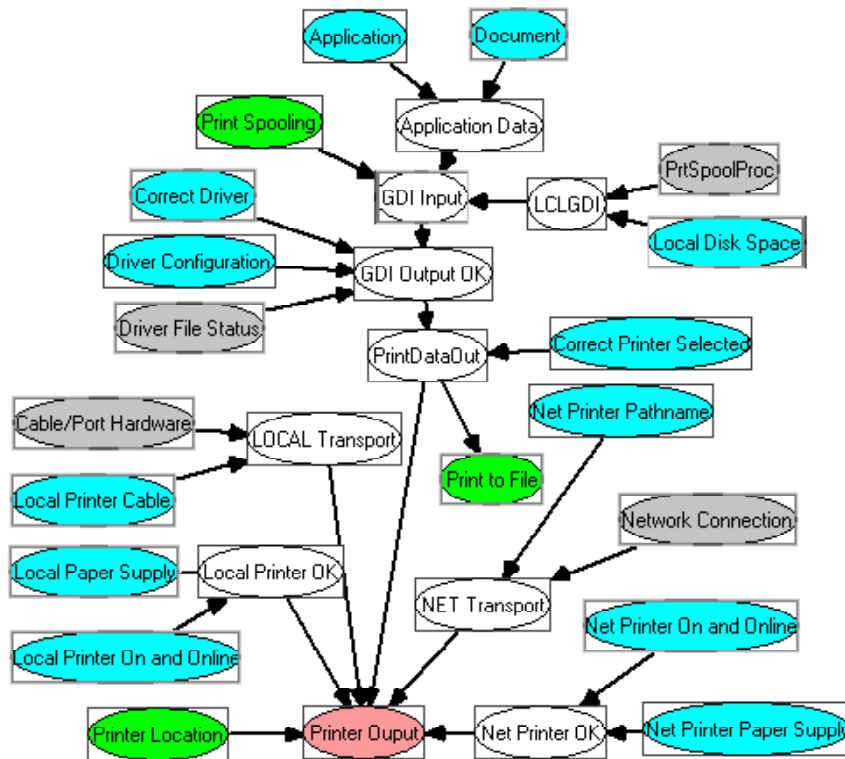 Application
Document
Print Spooling
Application Data
PrtSpoolProc
Correct Driver
GDI Input
LCLGDI
Local Disk Space
Driver Configuration
GDI Output OK
Driver File Status
PrintDataOut
Correct Printer Selected
Net Printer Pathname
Cable/Port Hardware
LOCAL Transport
Print to File
Local Printer Cable
Network Connection
Local Paper Supply
Local Printer OK
NET Transport
Net Printer On and Online
Local Printer On and Online
Printer Location
Printer Ouput
Net Printer OK
Net Printer Paper Supply